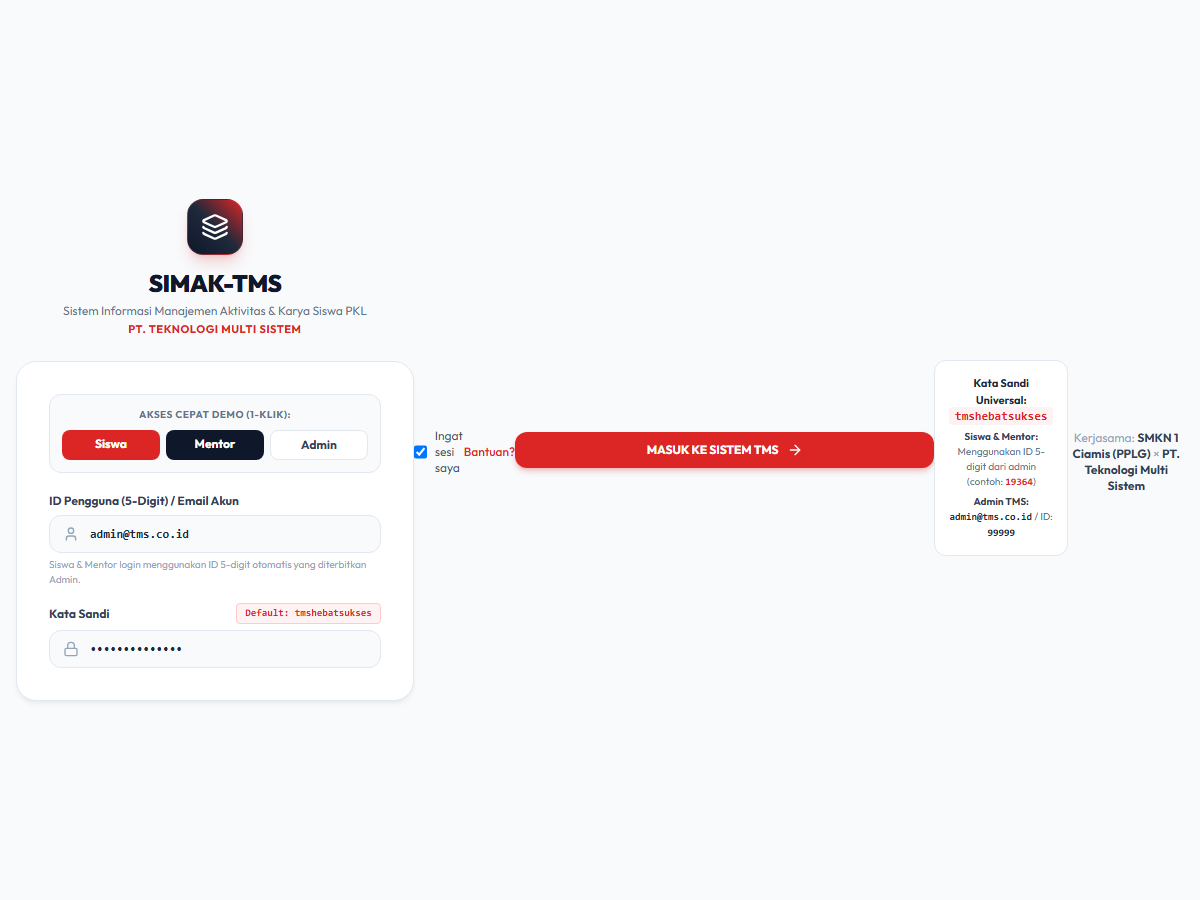 SIMAK-TMS
Sistem Informasi Manajemen Aktivitas & Karya Siswa PKL
PT. TEKNOLOGI MULTI SISTEM
AKSES CEPAT DEMO (1-KLIK):
Siswa
Mentor
Admin
ID Pengguna (5-Digit) / Email Akun
admin@tms.co.id
Siswa & Mentor login menggunakan ID 5-digit otomatis yang diterbitkan
Admin.
Kata Sandi
Default: tmshebatsukses
••••••••••••••
Ingat
sesi
saya
Bantuan?
MASUK KE SISTEM TMS
Kata Sandi
Universal:
tmshebatsukses
Siswa & Mentor:
Menggunakan ID 5-
digit dari admin
(contoh: 19364)
Admin TMS:
admin@tms.co.id / ID:
99999
Kerjasama: SMKN 1
Ciamis (PPLG) × PT.
Teknologi Multi
Sistem